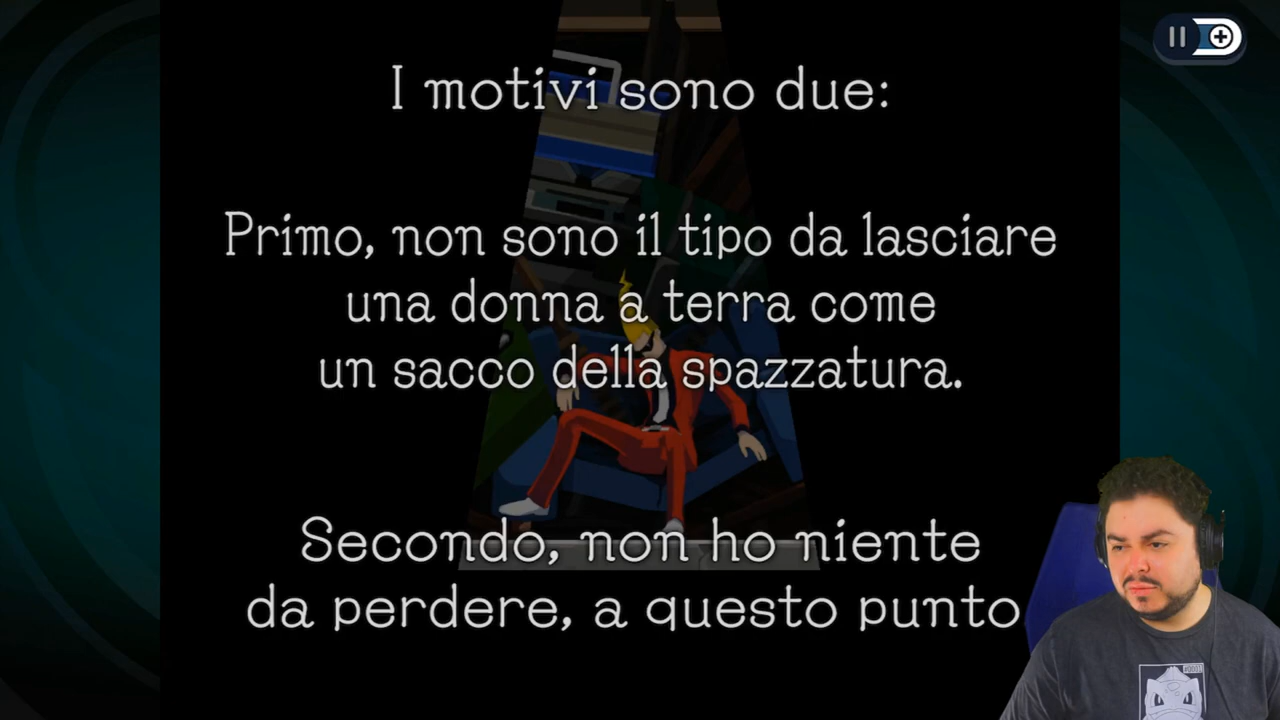 I motivi sono due:
Primo, non sono il tipo da lasciare
una donna a terra come
un sacco della spazzatura.
Secondo, non ho niente
da perdere, a questo punto